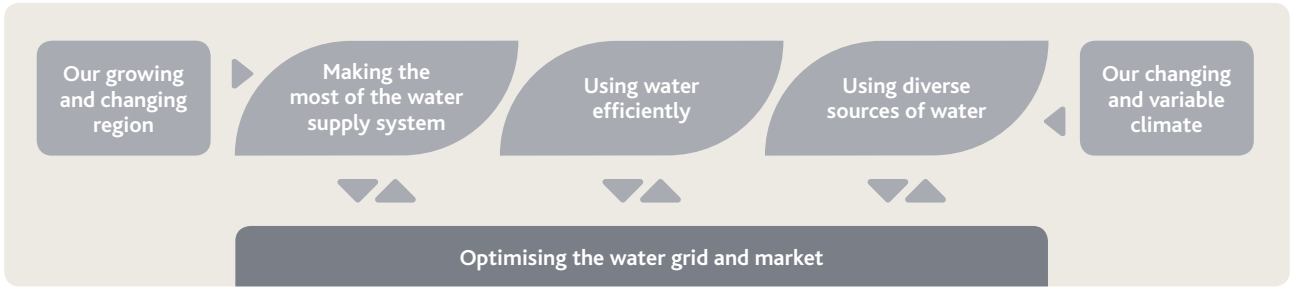 Our growing
and changing
region
Making the
most of the water
supply system
Using water
efficiently
Using diverse
sources of water
Our changing
and variable
climate
Optimising the water grid and market